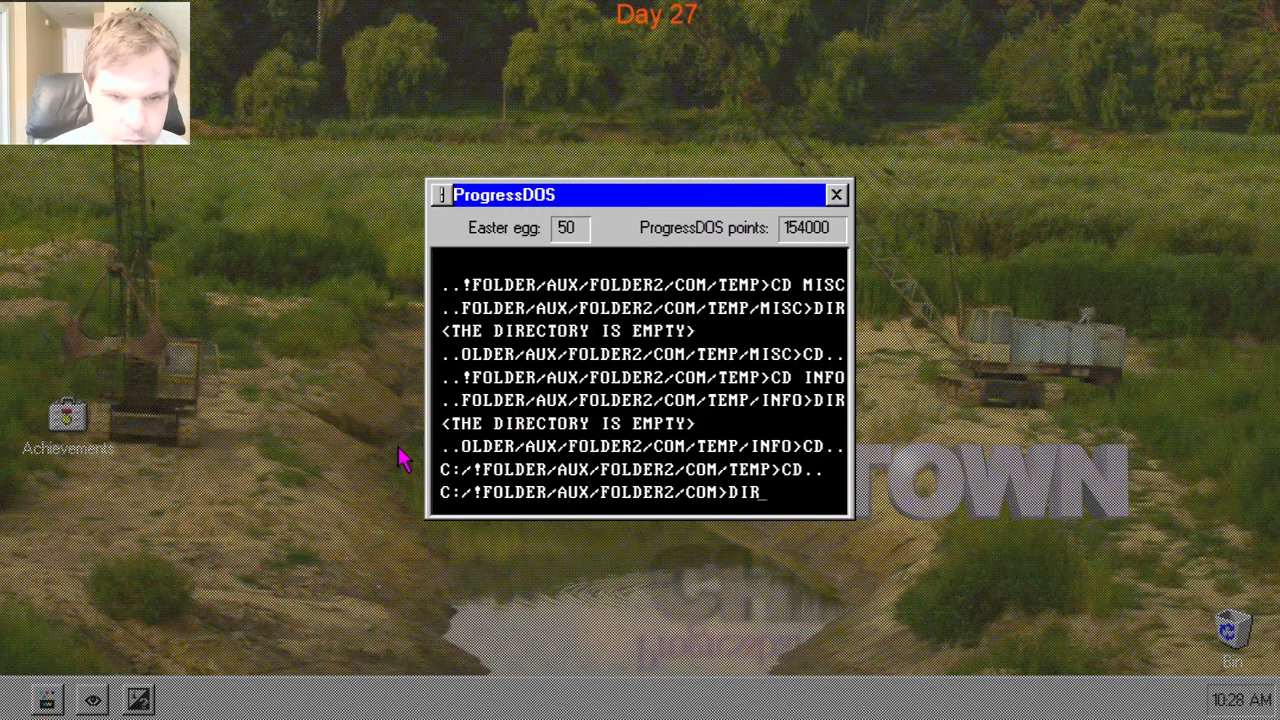 Day 27
ProgressDOS
Easter egg: 50 ProgressDOS points: 154000
..!FOLDER/AUX/FOLDER2/COM/TEMP>CD MISC
..FOLDER/AUX/FOLDER2/COM/TEMP/MISC>DIR
<THE DIRECTORY IS EMPTY>
..OLDER/AUX/FOLDER2/COM/TEMP/MISC>CD..
..!FOLDER/AUX/FOLDER2/COM/TEMP>CD INFO
..FOLDER/AUX/FOLDER2/COM/TEMP/INFO>DIR
<THE DIRECTORY IS EMPTY>
..OLDER/AUX/FOLDER2/COM/TEMP/INFO>CD..
C:/!FOLDER/AUX/FOLDER2/COM/TEMP>CD..
C:/!FOLDER/AUX/FOLDER2/COM>DIR_
Achievements
TOWN
Bin
10:28 AM